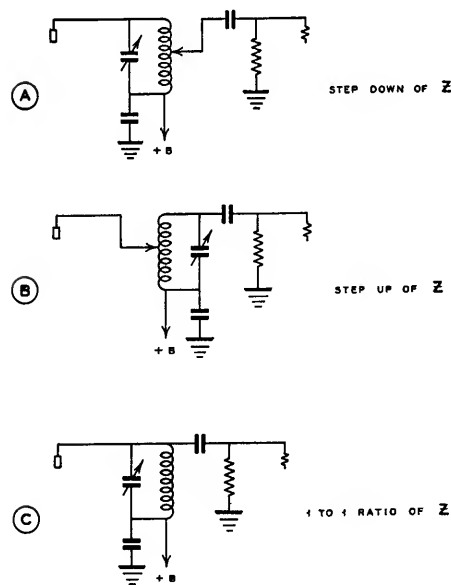 A
STEP DOWN OF Z
+ B
B
STEP UP OF Z
+ B
C
1 TO 1 RATIO OF Z
+ B